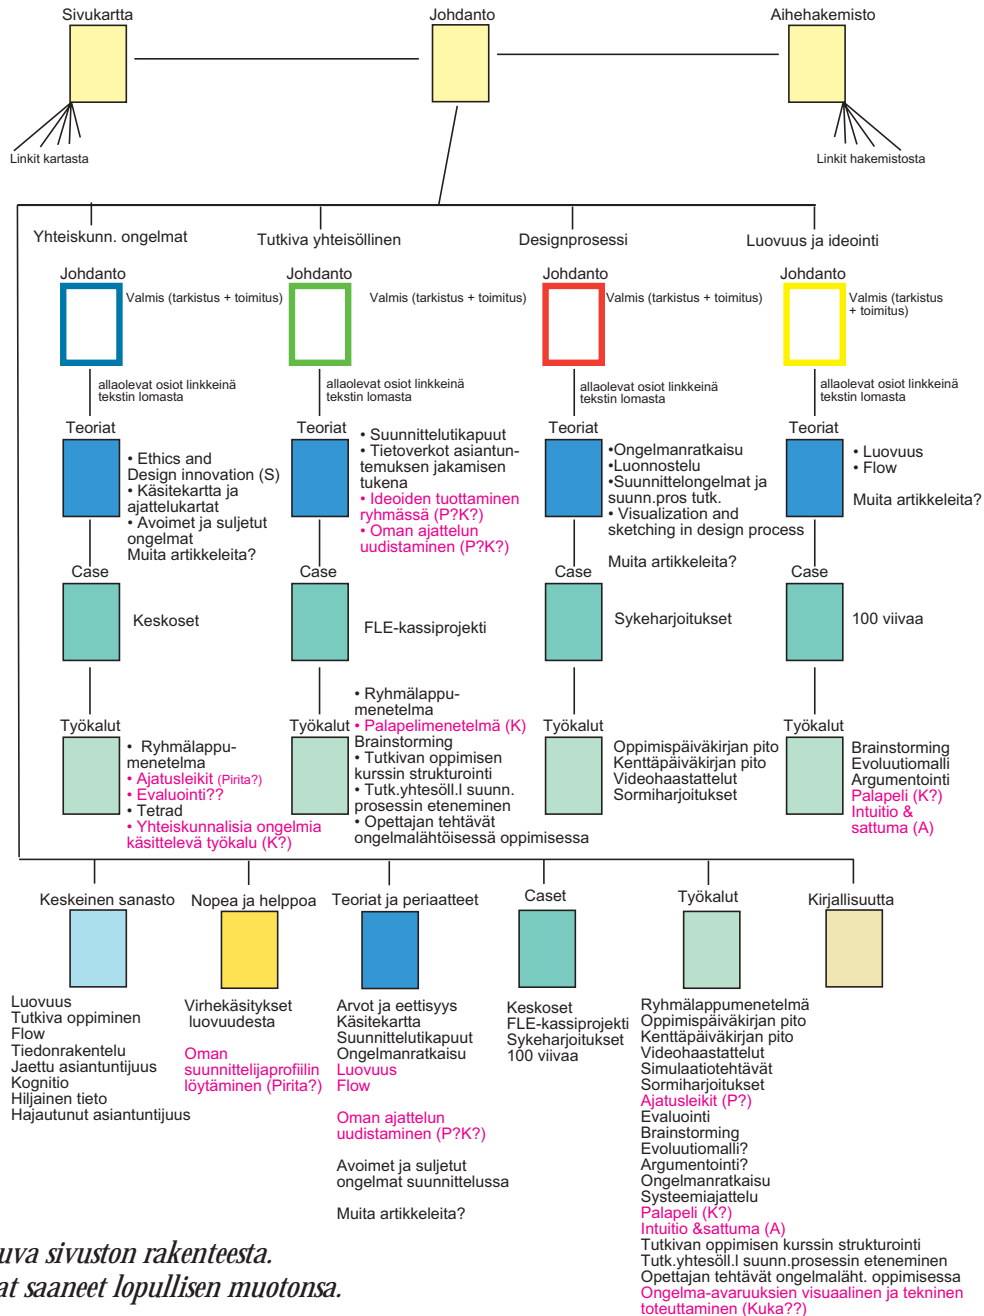 Sivukartta
Johdanto
Aihehakemisto
Linkit kartasta
Linkit hakemistosta
Yhteiskunn. ongelmat
Tutkiva yhteisöllinen
Designprosessi
Luovuus ja ideointi
Johdanto
Valmis (tarkistus + toimitus)
Johdanto
Valmis (tarkistus + toimitus)
Johdanto
Valmis (tarkistus + toimitus)
Johdanto
Valmis (tarkistus
+ toimitus)
allaolevat osiot linkkeinä
tekstin lomasta
allaolevat osiot linkkeinä
tekstin lomasta
allaolevat osiot linkkeinä
tekstin lomasta
allaolevat osiot linkkeinä
tekstin lomasta
Teoriat
• Ethics and
Design innovation (S)
• Käsitekartta ja
ajattelukartat
• Avoimet ja suljetut
ongelmat
Muita artikkeleita?
Teoriat
• Suunnittelutikapuut
• Tietoverkot asiantun-
temuksen jakamisen
tukena
• Ideoiden tuottaminen
ryhmässä (P?K?)
• Oman ajattelun
uudistaminen (P?K?)
Teoriat
•Ongelmanratkaisu
•Luonnostelu
•Suunnittelongelmat ja
suunn.pros tutk.
• Visualization and
sketching in design process
Muita artikkeleita?
Teoriat
• Luovuus
• Flow
Muita artikkeleita?
Case
Keskoset
Case
FLE-kassiprojekti
Case
Sykeharjoitukset
Case
100 viivaa
Työkalut
• Ryhmälappu-
menetelma
• Ajatusleikit (Pirita?)
• Evaluointi??
• Tetrad
• Yhteiskunnalisia ongelmia
käsittelevä työkalu (K?)
Työkalut
• Ryhmälappu-
menetelma
• Palapelimenetelmä (K)
Brainstorming
• Tutkivan oppimisen
kurssin strukturointi
• Tutk.yhtesöll.l suunn.
prosessin eteneminen
• Opettajan tehtävät
ongelmalähtöisessä oppimisessa
Työkalut
Oppimispäiväkirjan pito
Kenttäpäiväkirjan pito
Videohaastattelut
Sormiharjoitukset
Työkalut
Brainstorming
Evoluutiomalli
Argumentointi
Palapeli (K?)
Intuitio &
sattuma (A)
Keskeinen sanasto
Luovuus
Tutkiva oppiminen
Flow
Tiedonrakentelu
Jaettu asiantuntijuus
Kognitio
Hiljainen tieto
Hajautunut asiantuntijuus
Nopea ja helppoa
Virhekäsitykset
luovuudesta
Oman
suunnittelijaprofiilin
löytäminen (Pirita?)
Teoriat ja periaatteet
Arvot ja eettisyys
Käsitekartta
Suunnittelutikapuut
Ongelmanratkaisu
Luovuus
Flow
Oman ajattelun
uudistaminen (P?K?)
Avoimet ja suljetut
ongelmat suunnittelussa
Muita artikkeleita?
Caset
Keskoset
FLE-kassiprojekti
Sykeharjoitukset
100 viivaa
Työkalut
Ryhmälappumenetelmä
Oppimispäiväkirjan pito
Kenttäpäiväkirjan pito
Videohaastattelut
Simulaatiotehtävät
Sormiharjoitukset
Ajatusleikit (P?)
Evaluointi
Brainstorming
Evoluutiomalli?
Argumentointi?
Ongelmanratkaisu
Systeemiajattelu
Palapeli (K?)
Intuitio &sattuma (A)
Tutkivan oppimisen kurssin strukturointi
Tutk.yhtesöll.l suunn.prosessin eteneminen
Opettajan tehtävät ongelmaläht. oppimisessa
Ongelma-avaruuksien visuaalinen ja tekninen
toteuttaminen (Kuka??)
Kirjallisuutta
uva sivuston rakenteesta.
at saaneet lopullisen muotonsa.